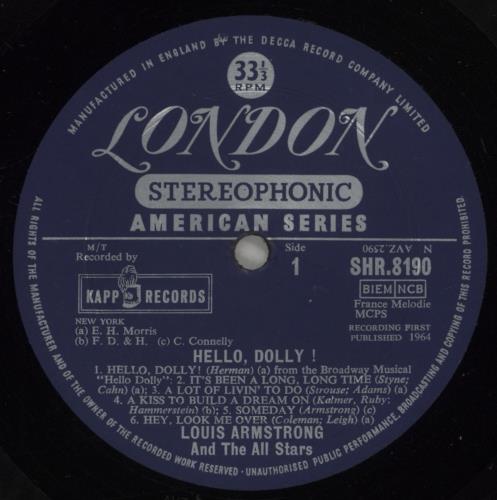 MANUFACTURED IN ENGLAND BY THE DECCA RECORD COMPANY LIMITED
33⅓
R.P.M
LONDON
STEREOPHONIC
AMERICAN SERIES
M/T
Recorded by
KAPP RECORDS
NEW YORK
(a) E. H. Morris
(b) F. D. & H. (c) C. Connelly
Side
1
N AVZ.2590
SHR.8190
BIEM NCB
France Melodie
MCPS
RECORDING FIRST
PUBLISHED 1964
HELLO, DOLLY !
1. HELLO, DOLLY! (Herman) (a) from the Broadway Musical
"Hello Dolly": 2. IT'S BEEN A LONG, LONG TIME (Styne;
Cahn) (a); 3. A LOT OF LIVIN' TO DO (Strouse; Adams) (a)
4. A KISS TO BUILD A DREAM ON (Kalmer, Ruby;
Hammerstein) (b); 5. SOMEDAY (Armstrong) (c)
6. HEY, LOOK ME OVER (Coleman; Leigh) (a)
LOUIS ARMSTRONG
And The All Stars
ALL RIGHTS OF THE MANUFACTURER AND OF THE OWNER OF THE RECORDED WORK RESERVED · UNAUTHORISED PUBLIC PERFORMANCE, BROADCASTING AND COPYING OF THIS RECORD PROHIBITED.